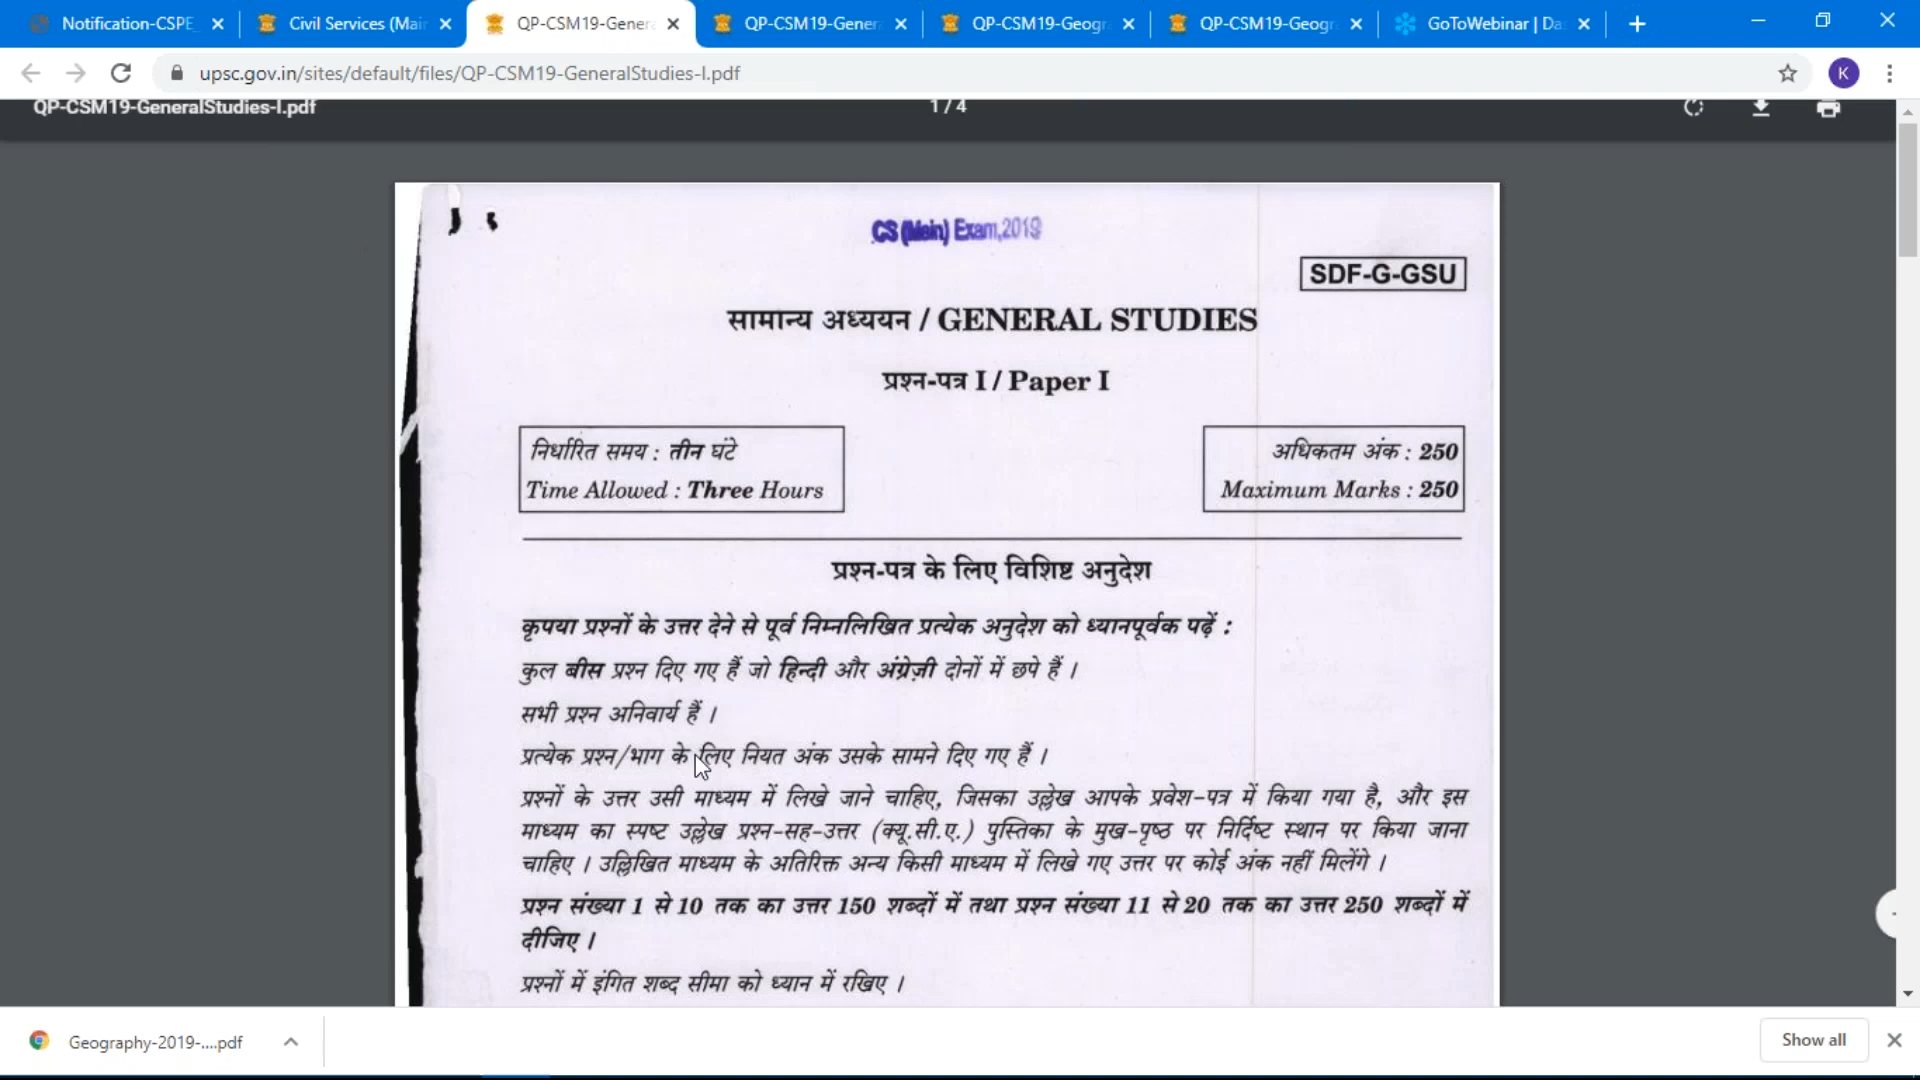 Notification-CSPE
Civil Services (Mair
QP-CSM19-Genera
QP-CSM19-Genera
QP-CSM19-Geogr
QP-CSM19-Geogr
GoToWebinar | Da
upsc.gov.in/sites/default/files/QP-CSM19-GeneralStudies-I.pdf
K
QP-CSM19-GeneralStudies-I.pdf
1 / 4
CS (Main) Exam,2019
SDF-G-GSU
सामान्य अध्ययन / GENERAL STUDIES
प्रश्न-पत्र I / Paper I
निर्धारित समय : तीन घंटे
Time Allowed : Three Hours
अधिकतम अंक : 250
Maximum Marks : 250
प्रश्न-पत्र के लिए विशिष्ट अनुदेश
कृपया प्रश्नों के उत्तर देने से पूर्व निम्नलिखित प्रत्येक अनुदेश को ध्यानपूर्वक पढ़ें :
कुल बीस प्रश्न दिए गए हैं जो हिन्दी और अंग्रेज़ी दोनों में छपे हैं ।
सभी प्रश्न अनिवार्य हैं ।
प्रत्येक प्रश्न/भाग के लिए नियत अंक उसके सामने दिए गए हैं ।
प्रश्नों के उत्तर उसी माध्यम में लिखे जाने चाहिए, जिसका उल्लेख आपके प्रवेश-पत्र में किया गया है, और इस
माध्यम का स्पष्ट उल्लेख प्रश्न-सह-उत्तर (क्यू.सी.ए.) पुस्तिका के मुख-पृष्ठ पर निर्दिष्ट स्थान पर किया जाना
चाहिए । उल्लिखित माध्यम के अतिरिक्त अन्य किसी माध्यम में लिखे गए उत्तर पर कोई अंक नहीं मिलेंगे ।
प्रश्न संख्या 1 से 10 तक का उत्तर 150 शब्दों में तथा प्रश्न संख्या 11 से 20 तक का उत्तर 250 शब्दों में
दीजिए ।
प्रश्नों में इंगित शब्द सीमा को ध्यान में रखिए ।
Geography-2019-....pdf
Show all